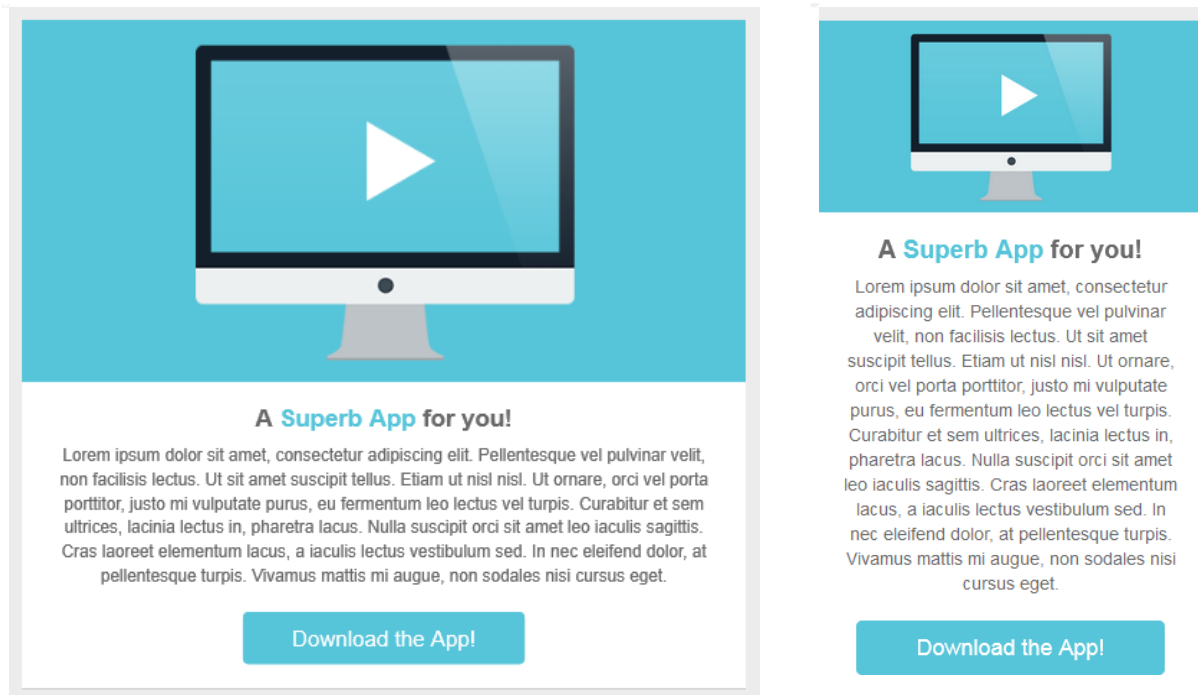 A Superb App for you!
Lorem ipsum dolor sit amet, consectetur adipiscing elit. Pellentesque vel pulvinar velit,
non facilisis lectus. Ut sit amet suscipit tellus. Etiam ut nisl nisl. Ut ornare, orci vel porta
porttitor, justo mi vulputate purus, eu fermentum leo lectus vel turpis. Curabitur et sem
ultrices, lacinia lectus in, pharetra lacus. Nulla suscipit orci sit amet leo iaculis sagittis.
Cras laoreet elementum lacus, a iaculis lectus vestibulum sed. In nec eleifend dolor, at
pellentesque turpis. Vivamus mattis mi augue, non sodales nisi cursus eget.
Download the App!
A Superb App for you!
Lorem ipsum dolor sit amet, consectetur
adipiscing elit. Pellentesque vel pulvinar
velit, non facilisis lectus. Ut sit amet
suscipit tellus. Etiam ut nisl nisl. Ut ornare,
orci vel porta porttitor, justo mi vulputate
purus, eu fermentum leo lectus vel turpis.
Curabitur et sem ultrices, lacinia lectus in,
pharetra lacus. Nulla suscipit orci sit amet
leo iaculis sagittis. Cras laoreet elementum
lacus, a iaculis lectus vestibulum sed. In
nec eleifend dolor, at pellentesque turpis.
Vivamus mattis mi augue, non sodales nisi
cursus eget.
Download the App!